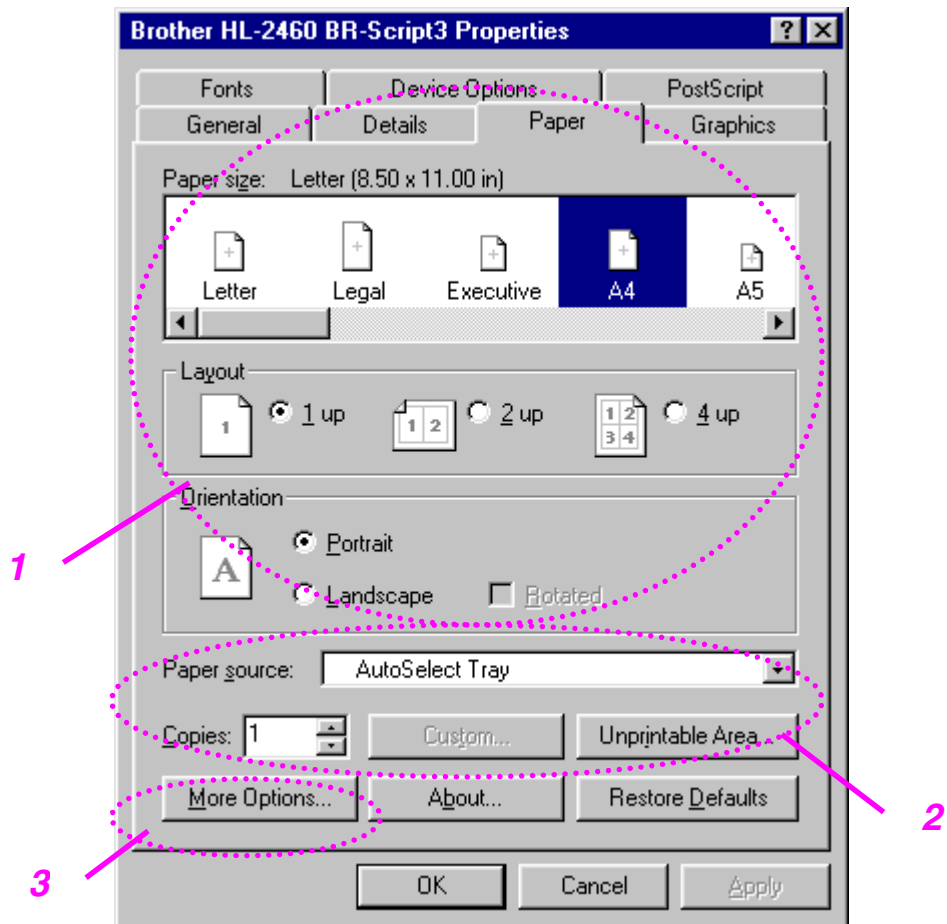 Brother HL-2460 BR-Script3 Properties
Fonts Device Options PostScript
General Details Paper Graphics
Paper size: Letter (8.50 x 11.00 in)
Letter Legal Executive A4 A5
Layout
1 1 up 1 2 2 up 1 2 3 4 4 up
Orientation
A Portrait
1
Landscape Rotated
Paper source: AutoSelect Tray
Copies: 1 Custom... Unprintable Area...
More Options... About... Restore Defaults
2
3
OK Cancel Apply